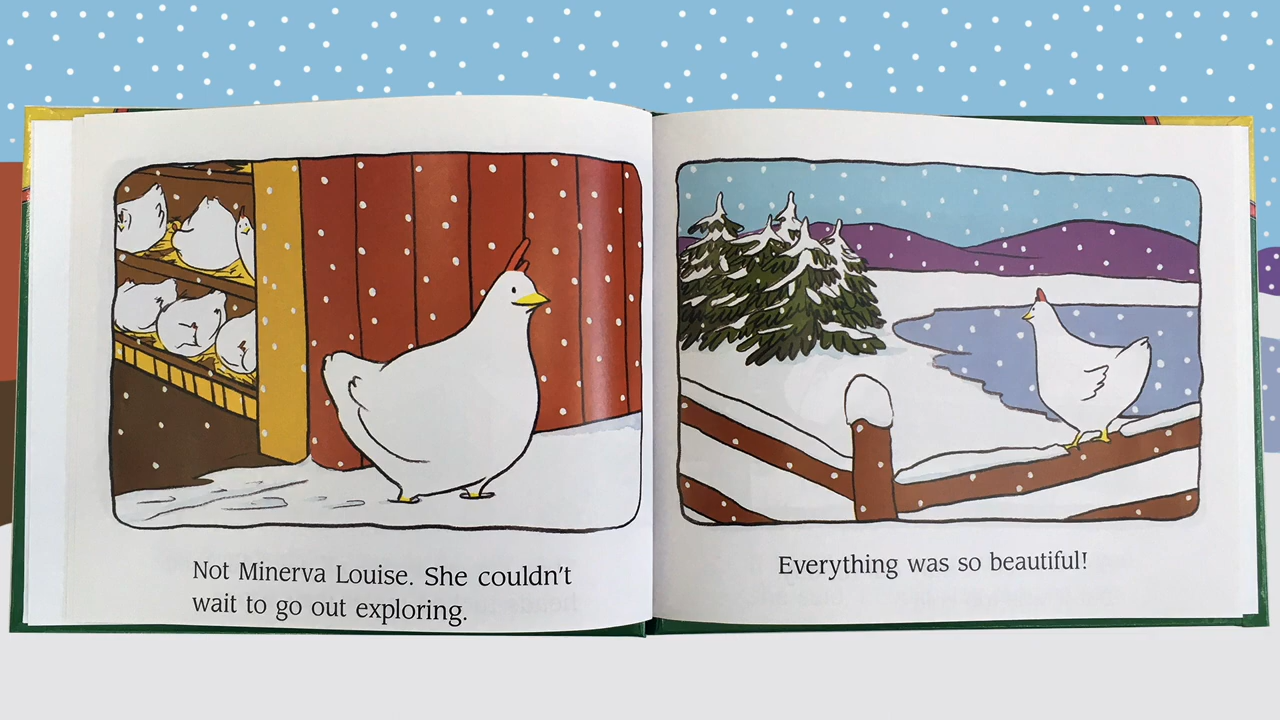 Not Minerva Louise. She couldn't
wait to go out exploring.
Everything was so beautiful!